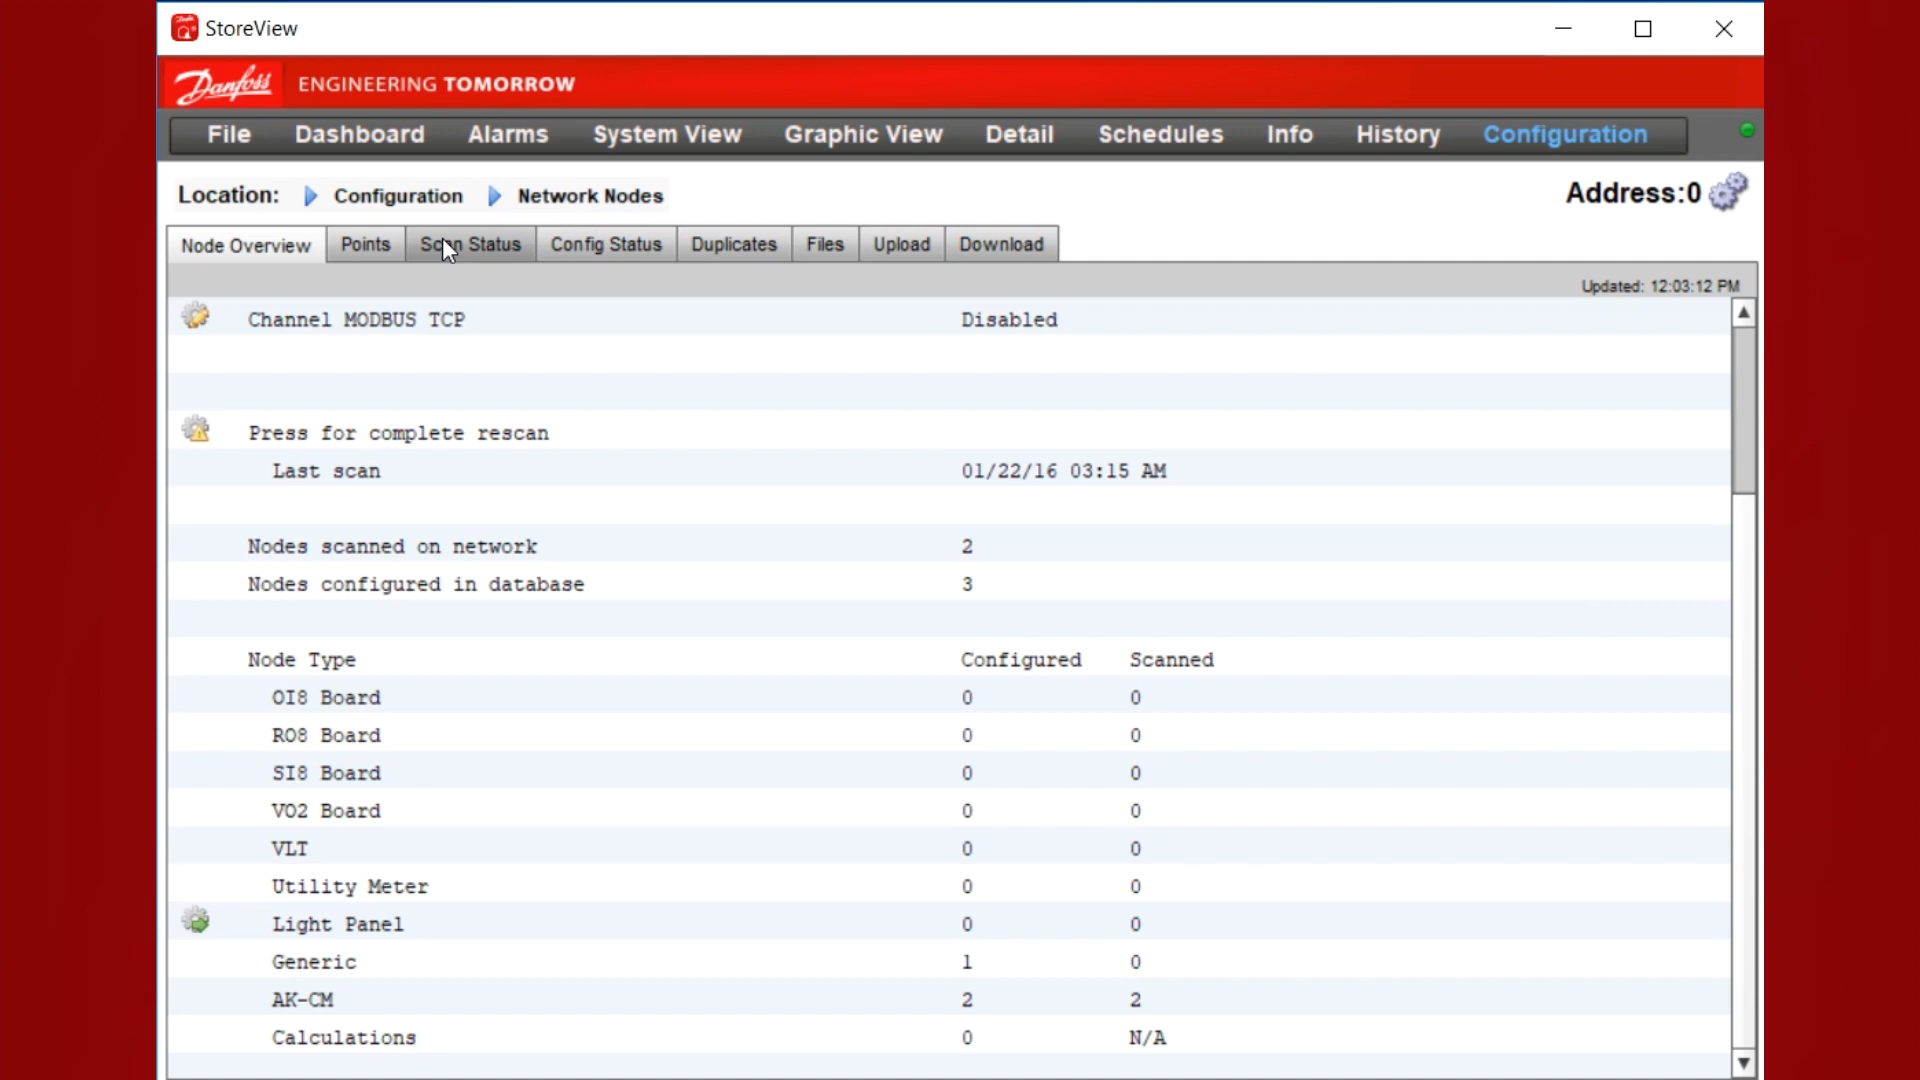 StoreView
Danfoss ENGINEERING TOMORROW
File Dashboard Alarms System View Graphic View Detail Schedules Info History Configuration
Location: Configuration Network Nodes Address:0
Node Overview Points Scan Status Config Status Duplicates Files Upload Download
Updated: 12:03:12 PM
Channel MODBUS TCP Disabled
Press for complete rescan
Last scan 01/22/16 03:15 AM
Nodes scanned on network 2
Nodes configured in database 3
Node Type Configured Scanned
OI8 Board 0 0
RO8 Board 0 0
SI8 Board 0 0
VO2 Board 0 0
VLT 0 0
Utility Meter 0 0
Light Panel 0 0
Generic 1 0
AK-CM 2 2
Calculations 0 N/A